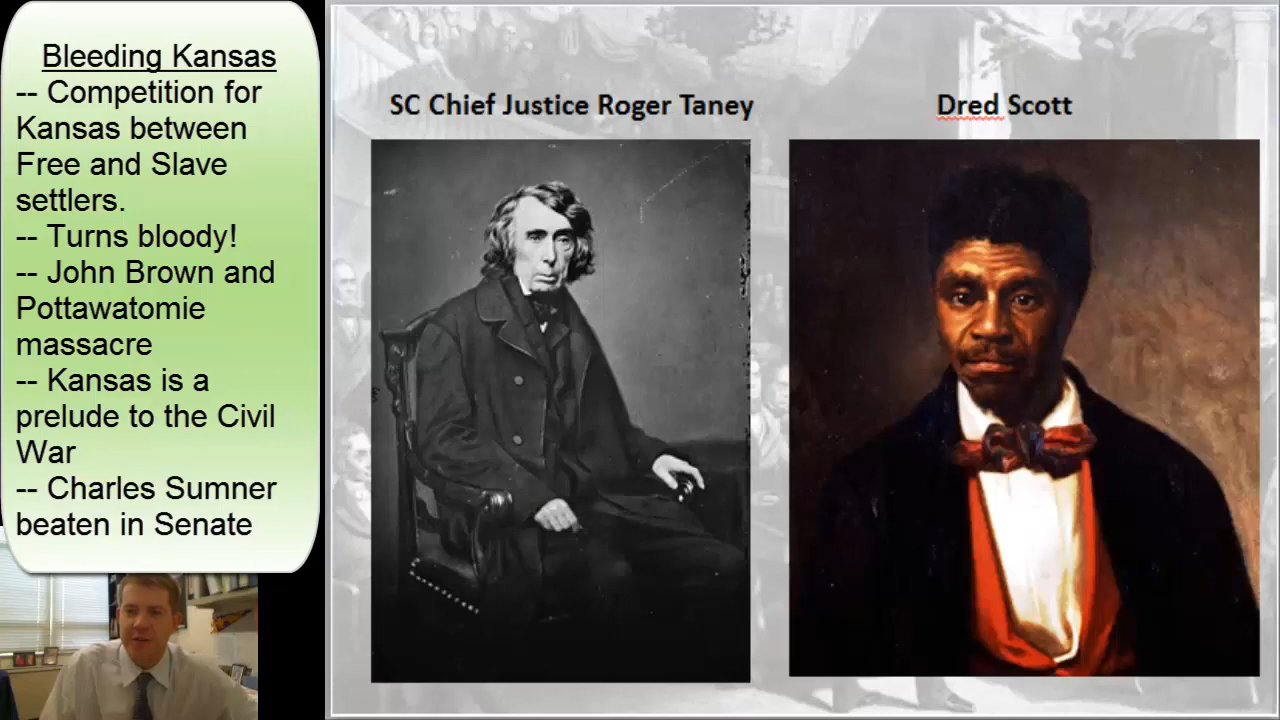 Bleeding Kansas
-- Competition for
Kansas between
Free and Slave
settlers.
-- Turns bloody!
-- John Brown and
Pottawatomie
massacre
-- Kansas is a
prelude to the Civil
War
-- Charles Sumner
beaten in Senate
SC Chief Justice Roger Taney
Dred Scott